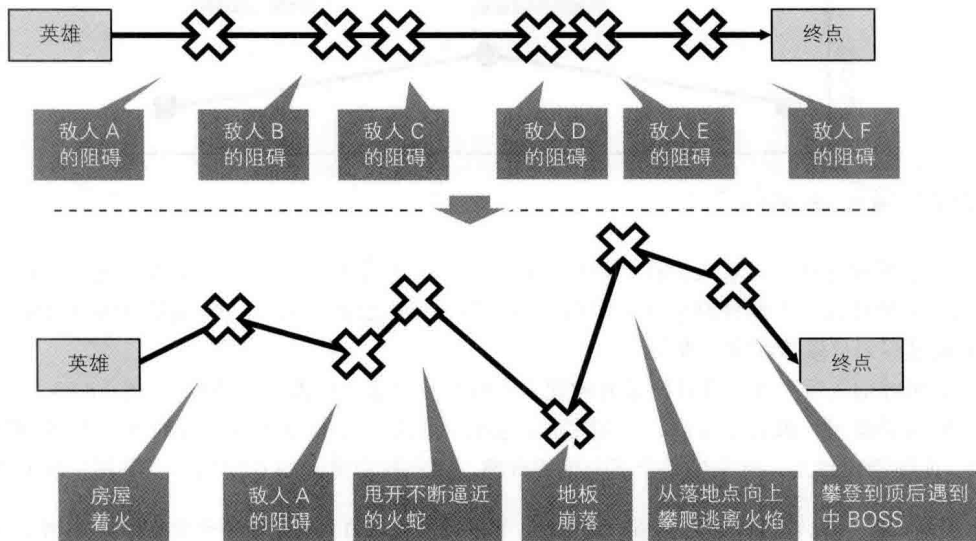 英雄
终点
敌人 A
的阻碍
敌人 B
的阻碍
敌人 C
的阻碍
敌人 D
的阻碍
敌人 E
的阻碍
敌人 F
的阻碍
英雄
终点
房屋
着火
敌人 A
的阻碍
甩开不断逼近
的火蛇
地板
崩落
从落地点向上
攀爬逃离火焰
攀登到顶后遇到
中 BOSS